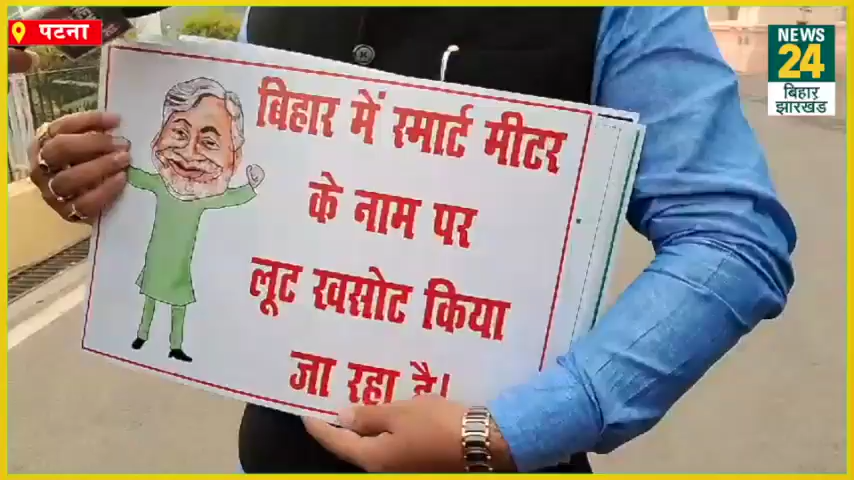 पटना
NEWS
24
बिहार
झारखंड
बिहार में स्मार्ट मीटर
के नाम पर
लूट खसोट किया
जा रहा है।